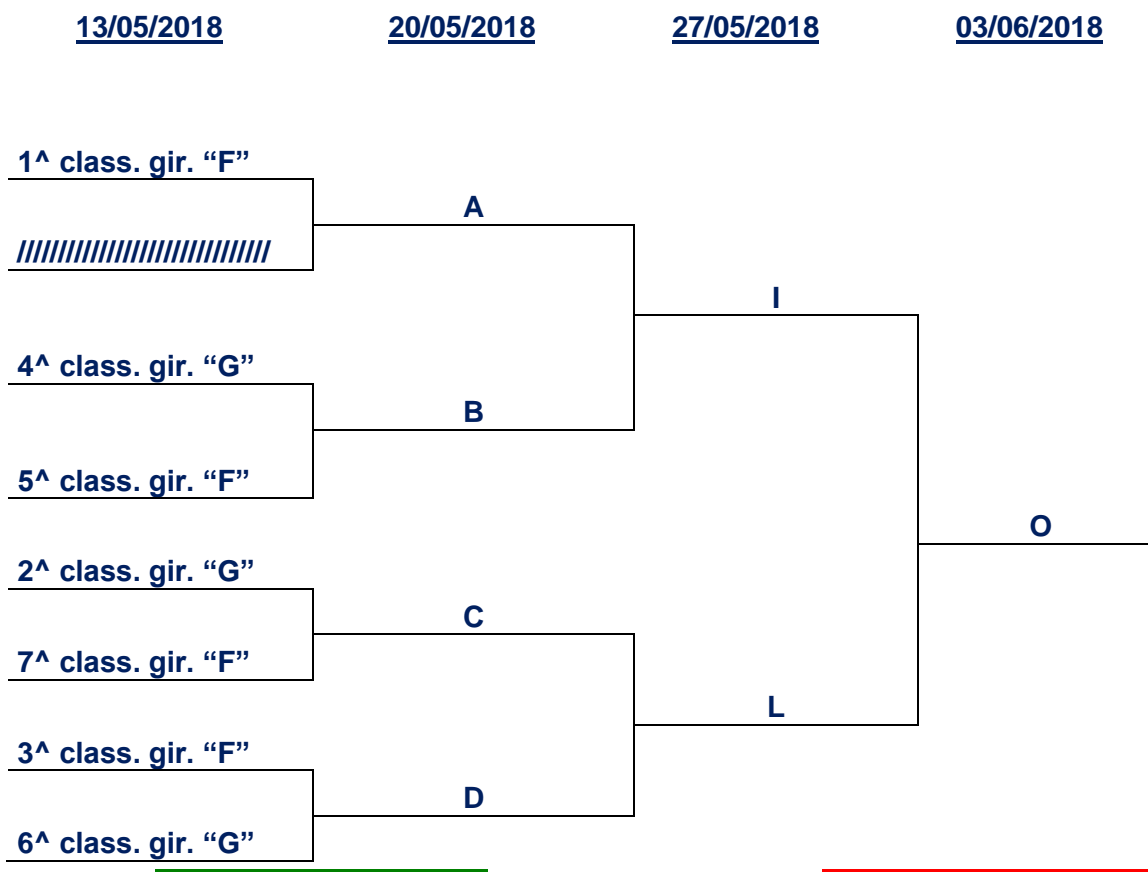 13/05/2018 20/05/2018 27/05/2018 03/06/2018
1^ class. gir. “F”
A
///////////////////////////////
I
4^ class. gir. “G”
B
5^ class. gir. “F”
O
2^ class. gir. “G”
C
7^ class. gir. “F”
L
3^ class. gir. “F”
D
6^ class. gir. “G”